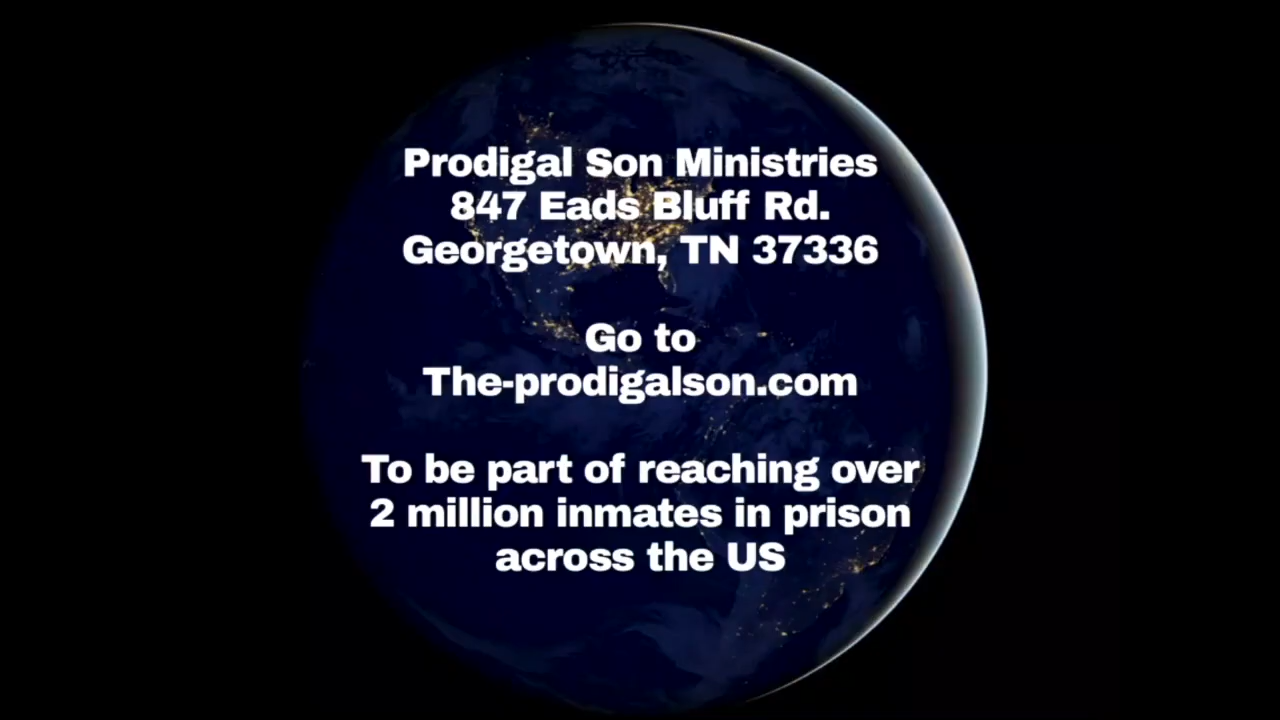 Prodigal Son Ministries
847 Eads Bluff Rd.
Georgetown, TN 37336
Go to
The-prodigalson.com
To be part of reaching over
2 million inmates in prison
across the US